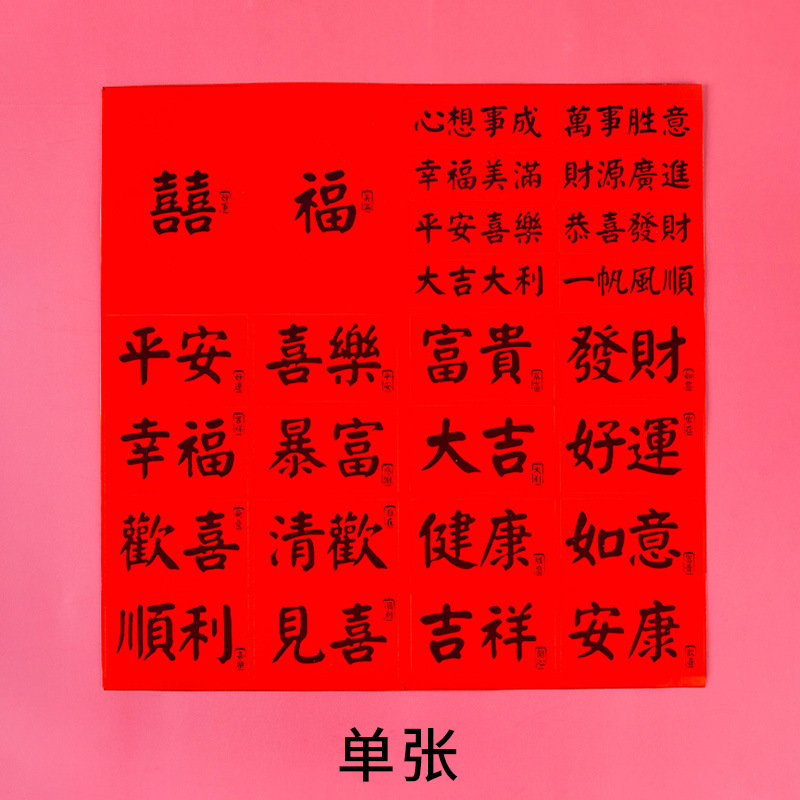 囍 福
心想事成 萬事胜意
幸福美滿 財源廣進
平安喜樂 恭喜發財
大吉大利 一帆風順
平安 喜樂 富貴 發財
幸福 暴富 大吉 好運
歡喜 清歡 健康 如意
順利 見喜 吉祥 安康
单张